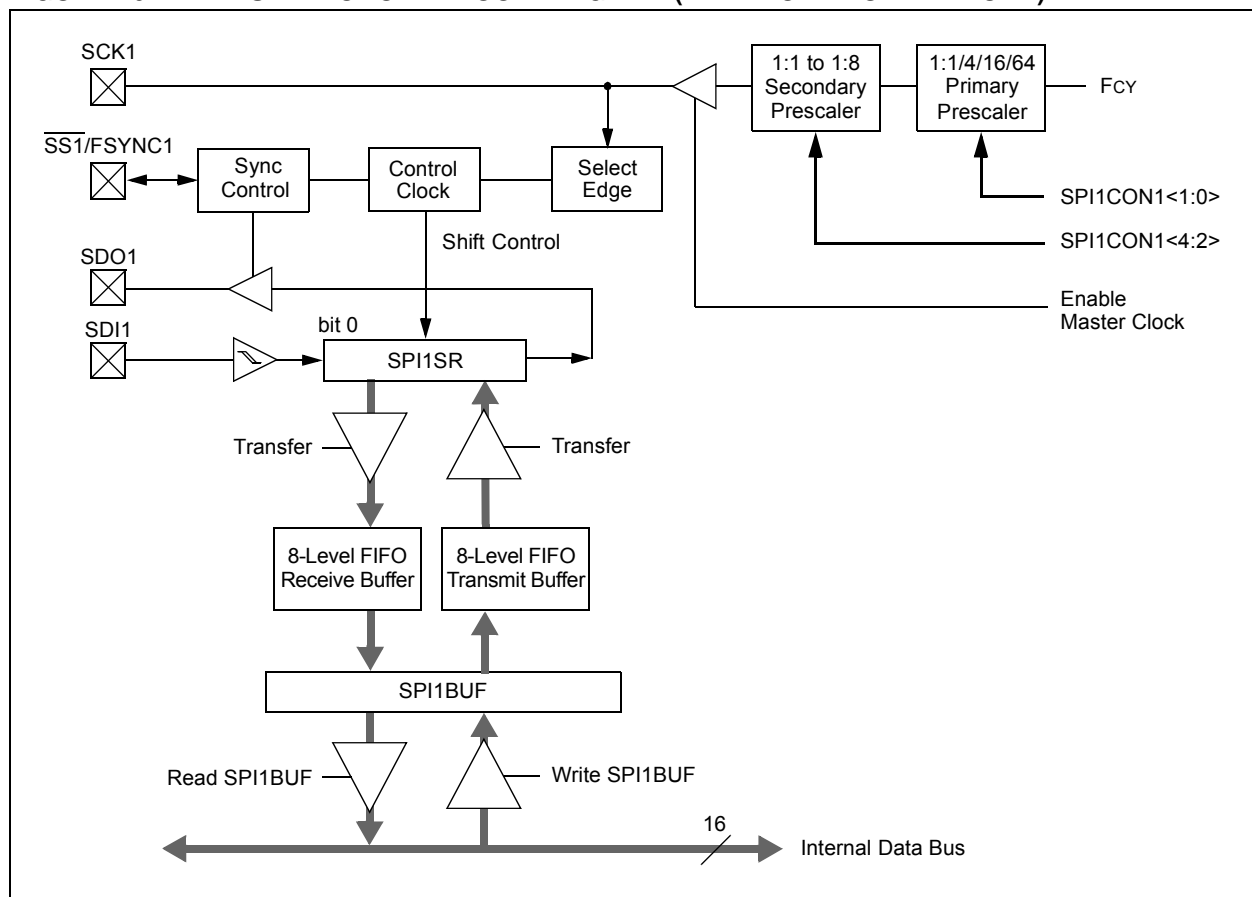 SCK1
1:1 to 1:8
Secondary
Prescaler
1:1/4/16/64
Primary
Prescaler
FCY
SS1/FSYNC1
Sync
Control
Control
Clock
Select
Edge
SPI1CON1<1:0>
SPI1CON1<4:2>
Shift Control
SDO1
Enable
Master Clock
SDI1
bit 0
SPI1SR
Transfer
Transfer
8-Level FIFO
Receive Buffer
8-Level FIFO
Transmit Buffer
SPI1BUF
Read SPI1BUF
Write SPI1BUF
16
Internal Data Bus